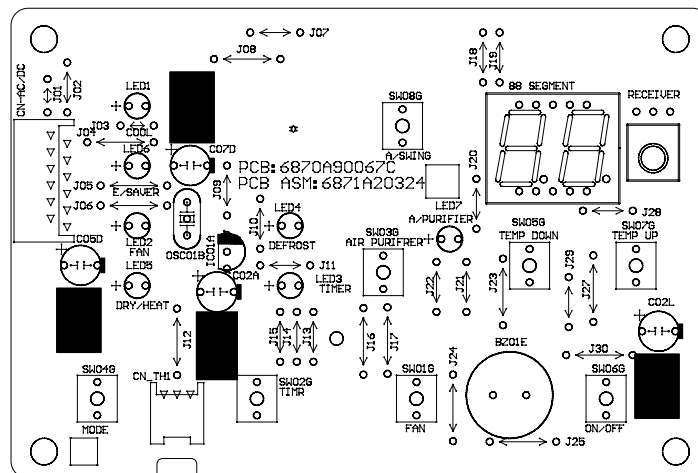 J07
J18
J19
J08
88 SEGMENT
RECEIVER
CN-AC/DC
J01
J02
LED1
SW08G
J03
COOL
J04
LED6
C07D
A/SWING
PCB:6870A90067C
PCB ASM:6871A20324
J20
J05
E/SAVER
J06
J09
J10
LED4
LED7
A/PURIFIER
J28
LED2
FAN
OSC01B
IC01A
DEFROST
SW03G
AIR PURIFRER
SW05G
TEMP DOWN
SW07G
TEMP UP
C05D
LED5
C02A
J11
LED3
TIMER
J22
J21
J23
J29
J27
DRY/HEAT
J12
J15
J14
J13
J16
J17
BZ01E
C02L
J30
J24
SW04G
CN_TH1
SW02G
TIMR
SW01G
SW06G
MODE
FAN
ON/OFF
J25